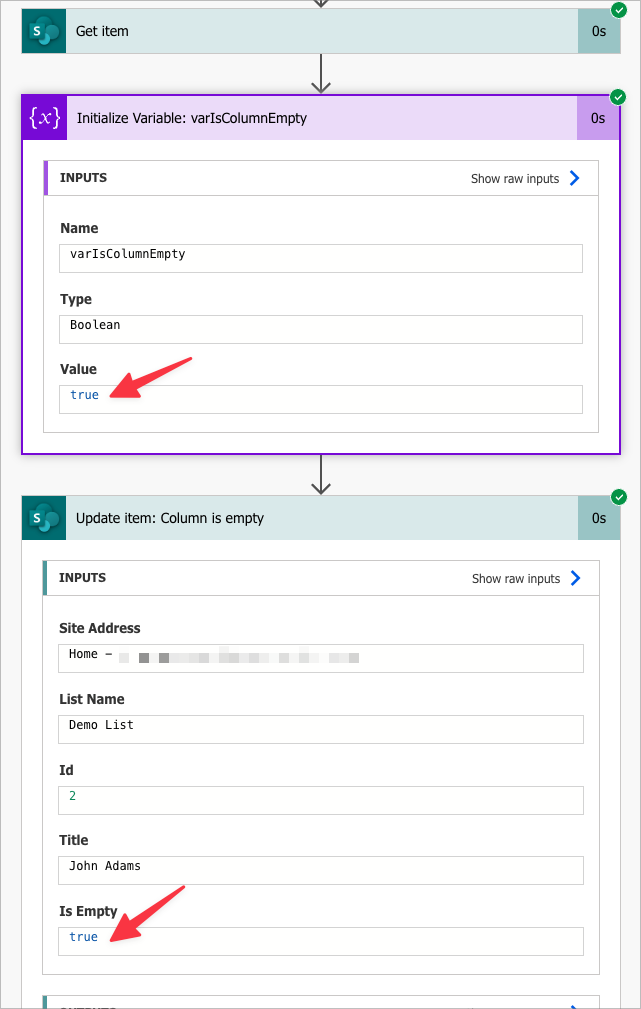 S
Get item
0s
{x}
Initialize Variable: varIsColumnEmpty
0s
INPUTS
Show raw inputs
Name
varIsColumnEmpty
Type
Boolean
Value
true
S
Update item: Column is empty
0s
INPUTS
Show raw inputs
Site Address
Home –
List Name
Demo List
Id
2
Title
John Adams
Is Empty
true